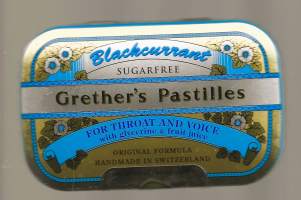 Blackcurrant
SUGARFREE
Grether's Pastilles
FOR THROAT AND VOICE
with glycerine & fruit juice
ORIGINAL FORMULA
HANDMADE IN SWITZERLAND